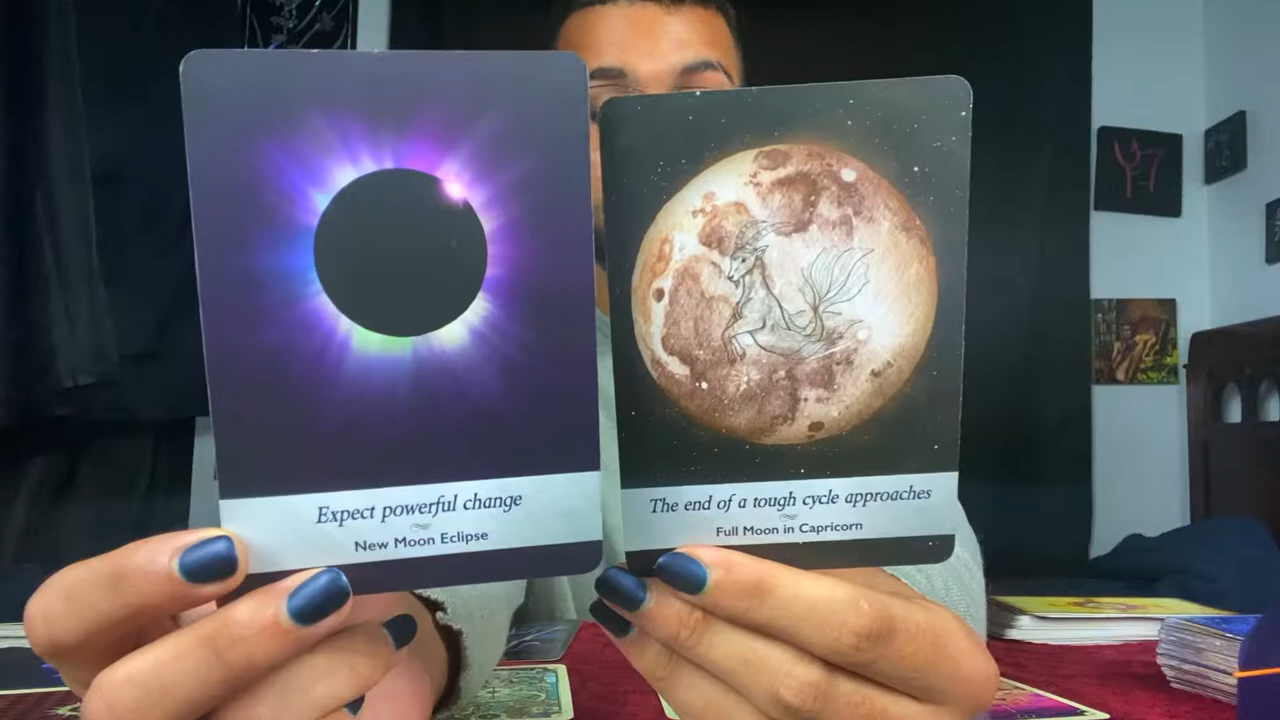 Expect powerful change
New Moon Eclipse
The end of a tough cycle approaches
Full Moon in Capricorn